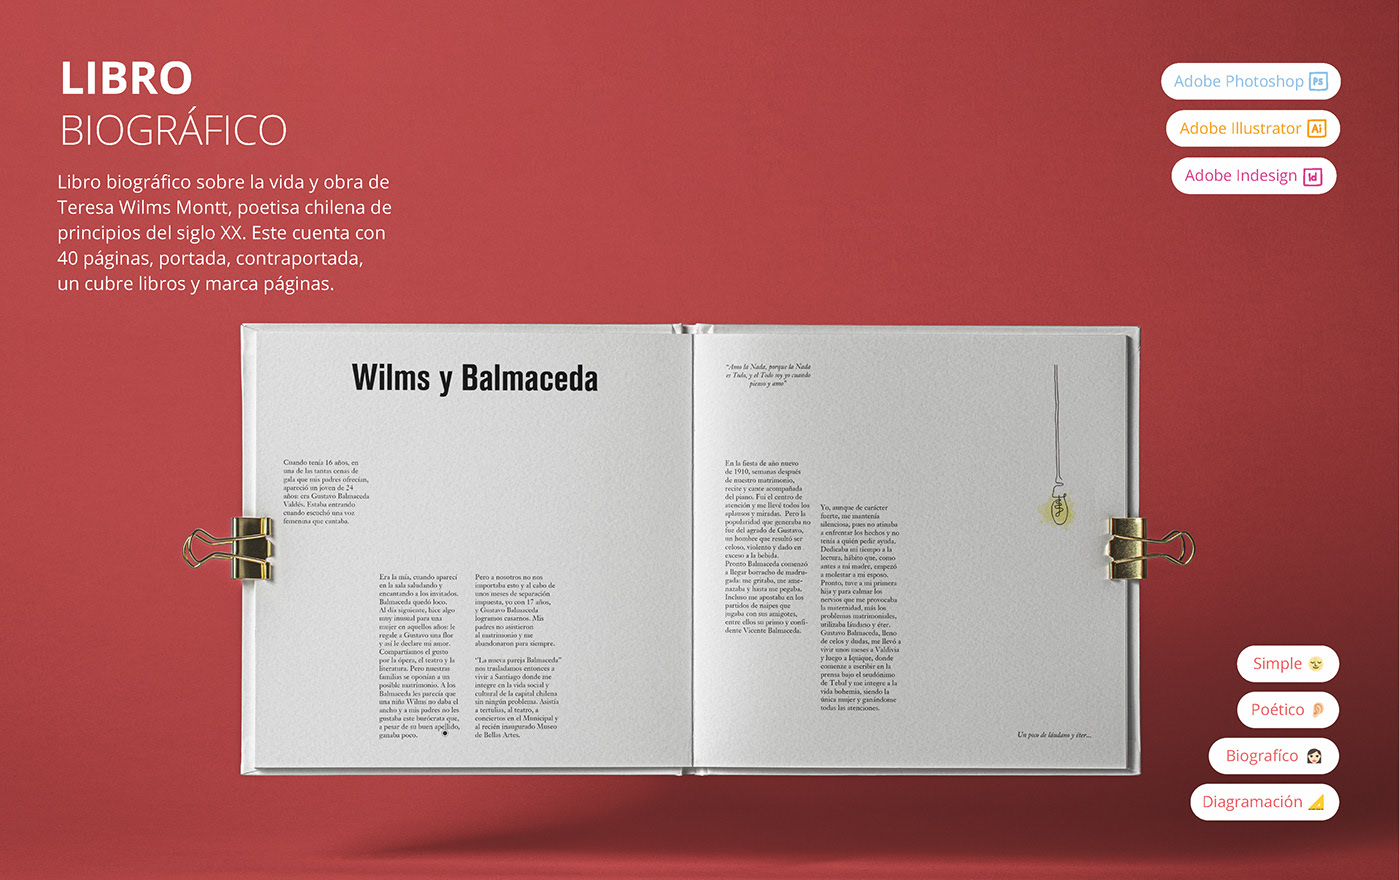 LIBRO
BIOGRÁFICO
Libro biográfico sobre la vida y obra de
Teresa Wilms Montt, poetisa chilena de
principios del siglo XX. Este cuenta con
40 páginas, portada, contraportada,
un cubre libros y marca páginas.
Adobe Photoshop Ps
Adobe Illustrator Ai
Adobe Indesign Id
Wilms y Balmaceda
Cuando tenía 16 años, en
una de las tantas cenas de
gala que mis padres ofrecían,
apareció un joven de 24
años: era Gustavo Balmaceda
Valdés. Estaba entrando
cuando escuchó una voz
femenina que cantaba.
Era la mía, cuando aparecí
en la sala saludando y
encantando a los invitados.
Balmaceda quedó loco.
Al día siguiente, hice algo
muy inusual para una
mujer en aquellos años: le
regale a Gustavo una flor
y así le declare mi amor.
Compartíamos el gusto
por la ópera, el teatro y la
literatura. Pero nuestras
familias se oponían a un
posible matrimonio. A los
Balmaceda les parecía que
una niña Wilms no daba el
ancho y a mis padres no les
gustaba este burócrata que,
a pesar de su buen apellido,
ganaba poco.
Pero a nosotros no nos
importaba esto y al cabo de
unos meses de separación
impuesta, yo con 17 años,
y Gustavo Balmaceda
logramos casarnos. Mis
padres no asistieron
al matrimonio y me
abandonaron para siempre.
“La nueva pareja Balmaceda”
nos trasladamos entonces a
vivir a Santiago donde me
integre en la vida social y
cultural de la capital chilena
sin ningún problema. Asistía
a tertulias, al teatro, a
conciertos en el Municipal y
al recién inaugurado Museo
de Bellas Artes.
“Amo la Nada, porque la Nada
es Todo, y el Todo soy yo cuando
pienso y amo”
En la fiesta de año nuevo
de 1910, semanas después
de nuestro matrimonio,
recite y cante acompañada
del piano. Fui el centro de
atención y me llevé todos los
aplausos y miradas. Pero la
popularidad que generaba no
fue del agrado de Gustavo,
un hombre que resultó ser
celoso, violento y dado en
exceso a la bebida.
Pronto Balmaceda comenzó
a llegar borracho de madru-
gada: me gritaba, me ame-
nazaba y hasta me pegaba.
Incluso me apostaba en los
partidos de naipes que
jugaba con sus amigotes,
entre ellos su primo y confi-
dente Vicente Balmaceda.
Yo, aunque de carácter
fuerte, me mantenía
silenciosa, pues no atinaba
a enfrentar los hechos y no
tenía a quién pedir ayuda.
Dedicaba mi tiempo a la
lectura, hábito que, como
antes a mi madre, empezó
a molestar a mi esposo.
Pronto, tuve a mi primera
hija y para calmar los
nervios que me provocaba
la maternidad, más los
problemas matrimoniales,
utilizaba láudano y éter.
Gustavo Balmaceda, lleno
de celos y dudas, me llevó a
vivir unos meses a Valdivia
y luego a Iquique, donde
comence a escribir en la
prensa bajo el seudónimo
de Tebal y me integre a la
vida bohemia, siendo la
única mujer y ganándome
todas las atenciones.
Un poco de láudano y éter...
Simple
Poético
Biografíco
Diagramación